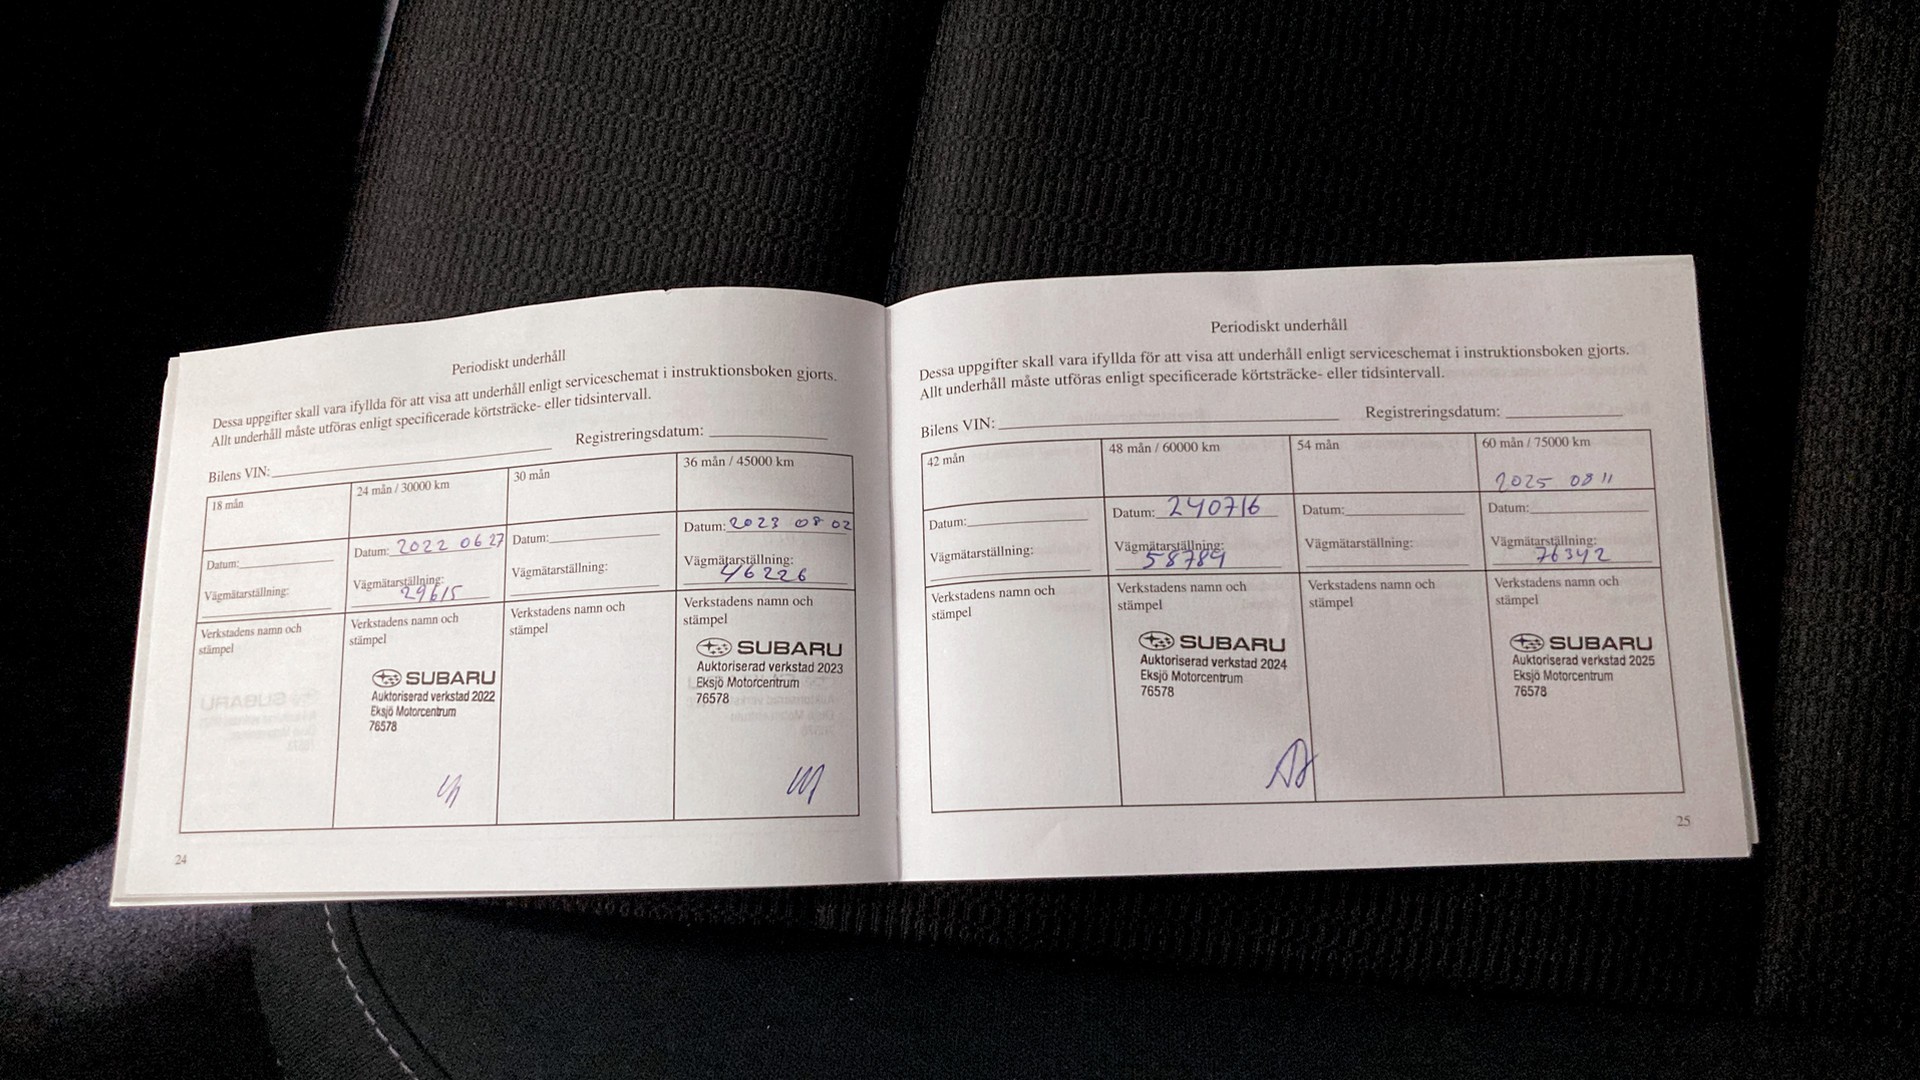 Periodiskt underhåll
Dessa uppgifter skall vara ifyllda för att visa att underhåll enligt serviceschemat i instruktionsboken gjorts.
Allt underhåll måste utföras enligt specificerade körtsträcke- eller tidsintervall.
Bilens VIN:
Registreringsdatum:
18 mån
Datum:
Vägmätarställning:
Verkstadens namn och
stämpel
24 mån / 30000 km
Datum: 2022 06 27
Vägmätarställning:
29615
Verkstadens namn och
stämpel
SUBARU
Auktoriserad verkstad 2022
Eksjö Motorcentrum
76578
30 mån
Datum:
Vägmätarställning:
Verkstadens namn och
stämpel
36 mån / 45000 km
Datum: 2023 08 02
Vägmätarställning:
46226
Verkstadens namn och
stämpel
SUBARU
Auktoriserad verkstad 2023
Eksjö Motorcentrum
76578
24
Periodiskt underhåll
Dessa uppgifter skall vara ifyllda för att visa att underhåll enligt serviceschemat i instruktionsboken gjorts.
Allt underhåll måste utföras enligt specificerade körtsträcke- eller tidsintervall.
Bilens VIN:
Registreringsdatum:
42 mån
Datum:
Vägmätarställning:
Verkstadens namn och
stämpel
48 mån / 60000 km
Datum: 240716
Vägmätarställning:
58789
Verkstadens namn och
stämpel
SUBARU
Auktoriserad verkstad 2024
Eksjö Motorcentrum
76578
54 mån
Datum:
Vägmätarställning:
Verkstadens namn och
stämpel
60 mån / 75000 km
2025 08 11
Datum:
Vägmätarställning:
76342
Verkstadens namn och
stämpel
SUBARU
Auktoriserad verkstad 2025
Eksjö Motorcentrum
76578
25